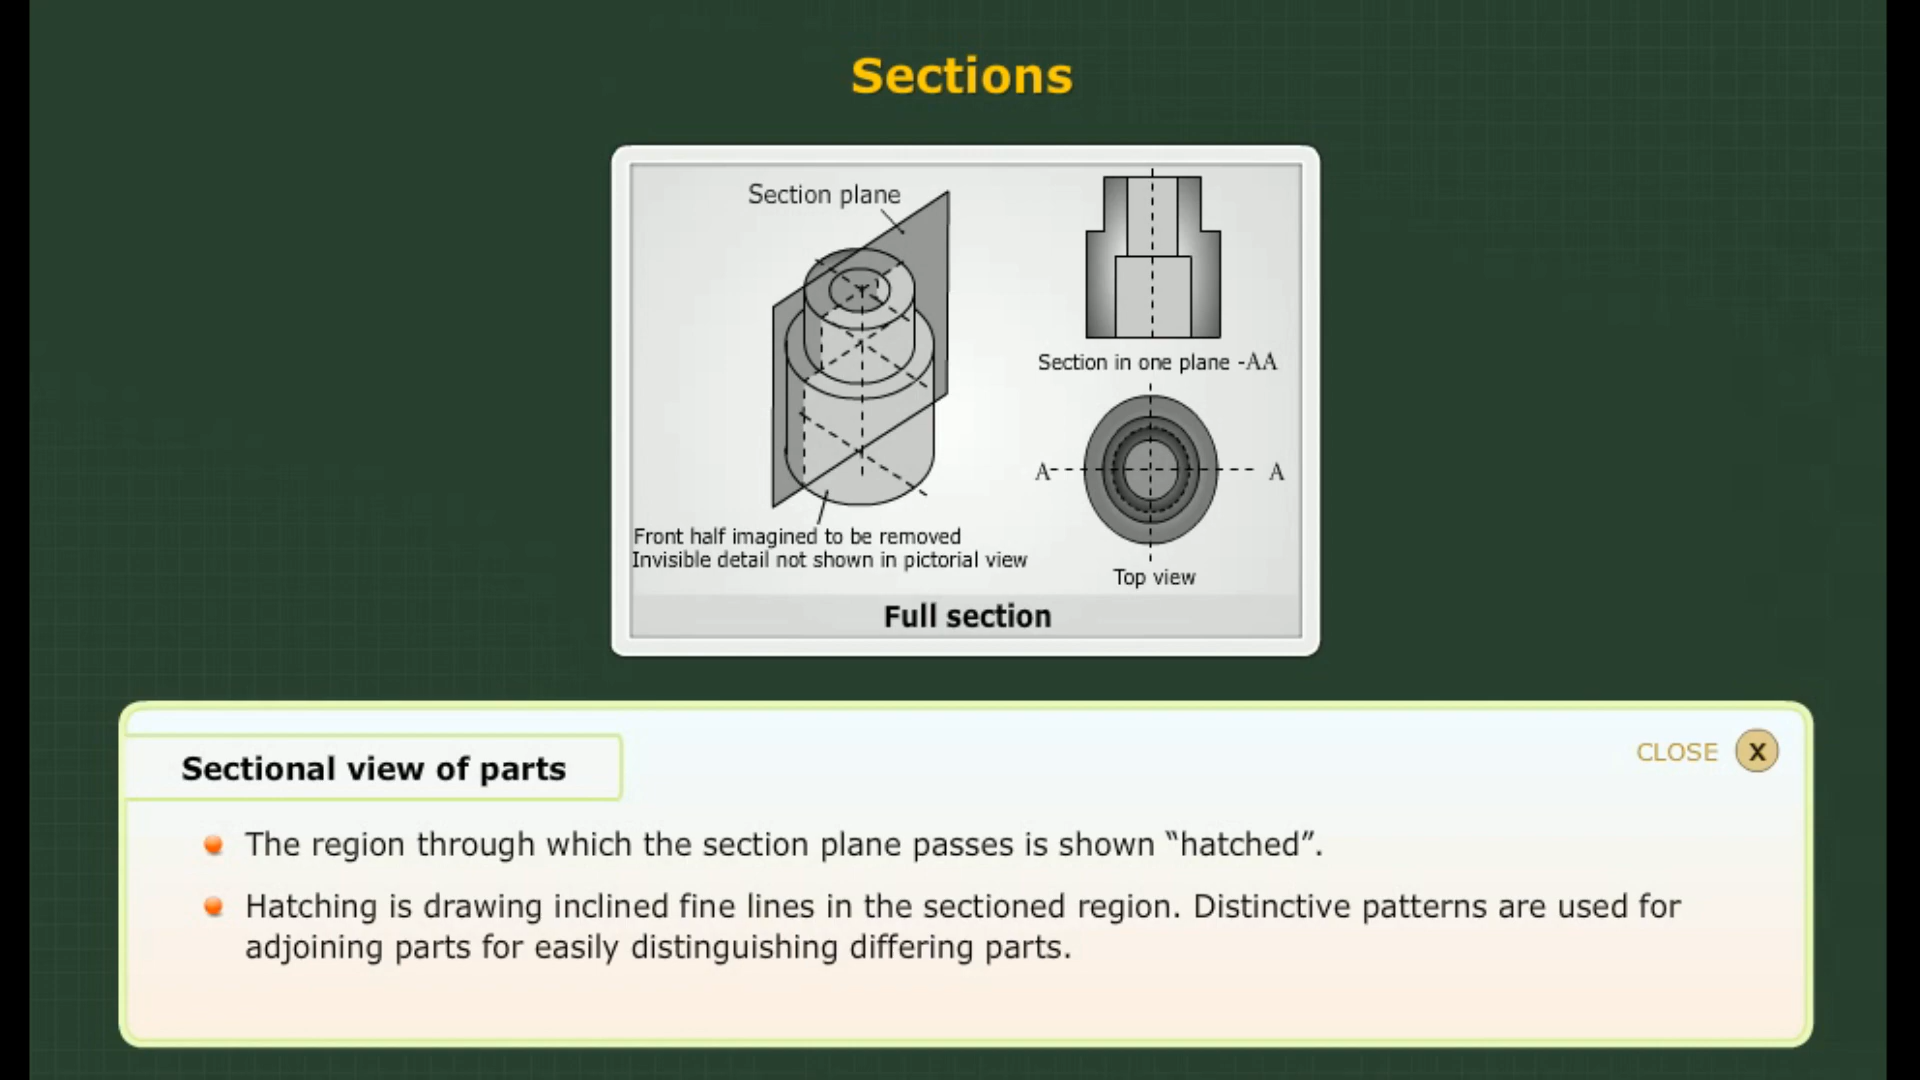 Sections
Section plane
Section in one plane -AA
A
A
Front half imagined to be removed
Invisible detail not shown in pictorial view
Top view
Full section
CLOSE X
Sectional view of parts
The region through which the section plane passes is shown “hatched”.
Hatching is drawing inclined fine lines in the sectioned region. Distinctive patterns are used for
adjoining parts for easily distinguishing differing parts.